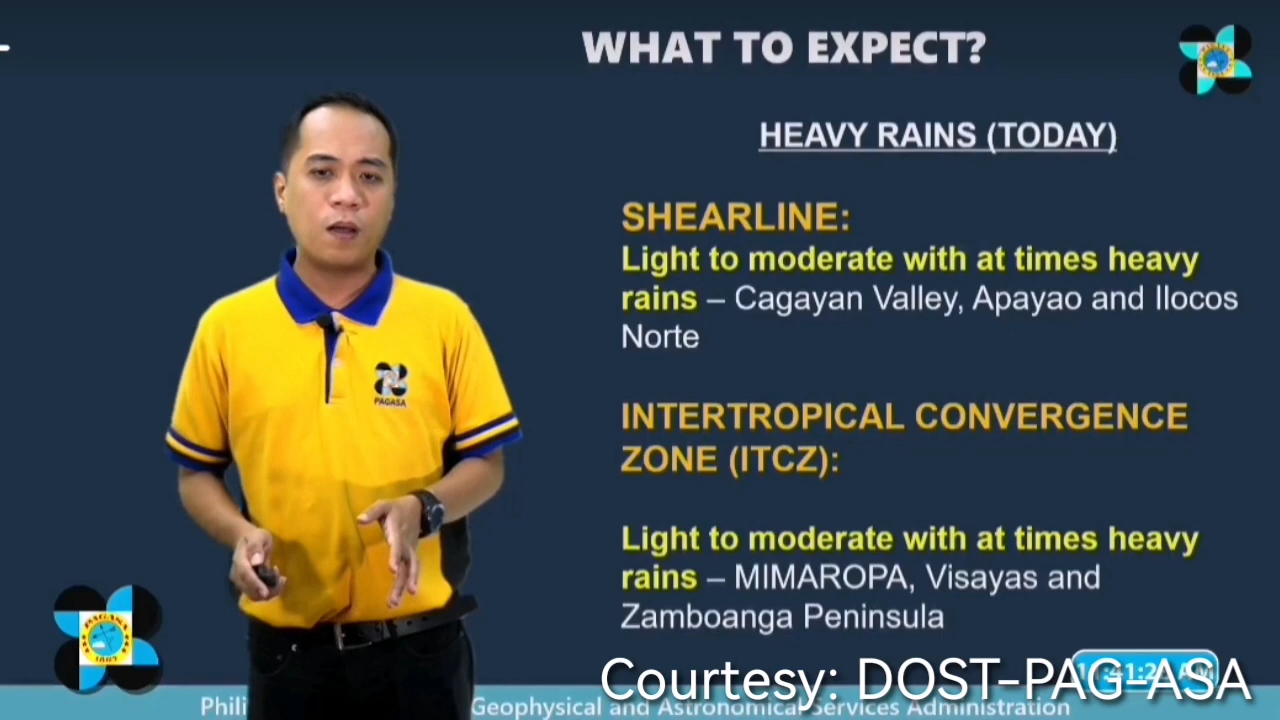 WHAT TO EXPECT?
HEAVY RAINS (TODAY)
SHEARLINE:
Light to moderate with at times heavy
rains – Cagayan Valley, Apayao and Ilocos
Norte
INTERTROPICAL CONVERGENCE
ZONE (ITCZ):
Light to moderate with at times heavy
rains – MIMAROPA, Visayas and
Zamboanga Peninsula
PAGASA
PAGASA
Courtesy: DOST-PAG-ASA
Geophysical and Astronomical Services Administration